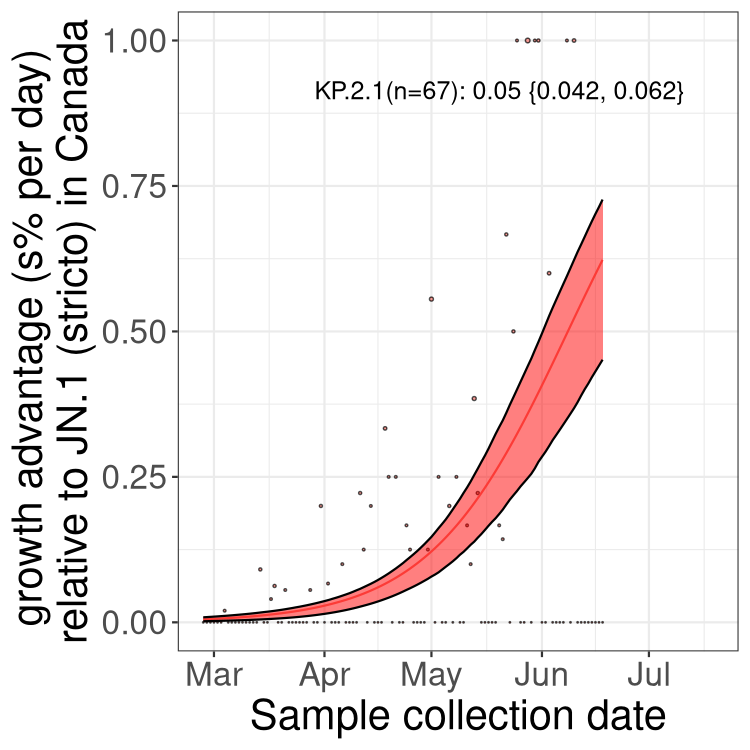 growth advantage (s% per day)
relative to JN.1 (stricto) in Canada
1.00
0.75
0.50
0.25
0.00
KP.2.1(n=67): 0.05 {0.042, 0.062}
Mar Apr May Jun Jul
Sample collection date